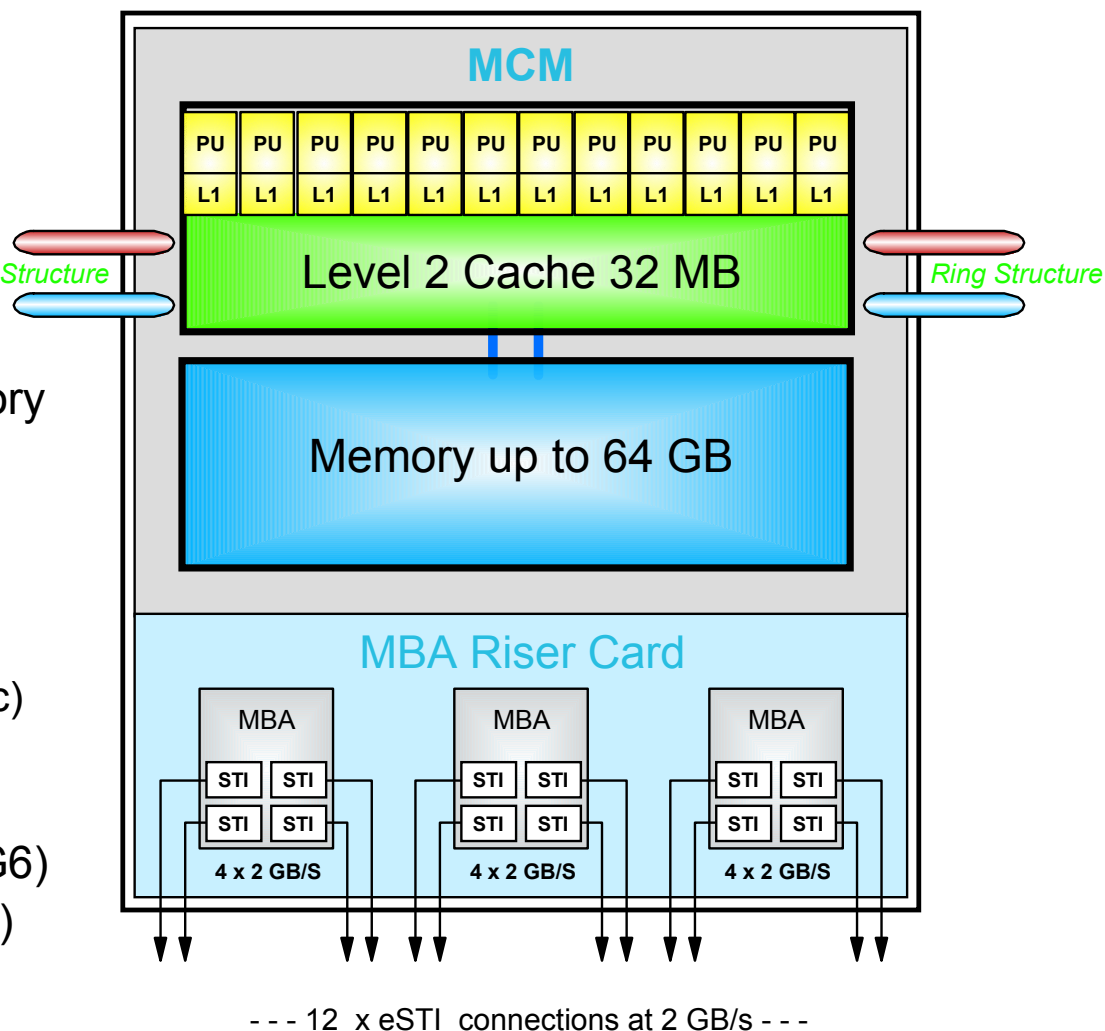 MCM
PU PU PU PU PU PU PU PU PU PU PU PU
L1 L1 L1 L1 L1 L1 L1 L1 L1 L1 L1 L1
Level 2 Cache 32 MB
Structure
Ring Structure
ory
Memory up to 64 GB
MBA Riser Card
c)
MBA MBA MBA
STI STI STI STI STI STI
STI STI STI STI STI STI
G6)
4 x 2 GB/S 4 x 2 GB/S 4 x 2 GB/S
)
- - - 12 x eSTI connections at 2 GB/s - - -